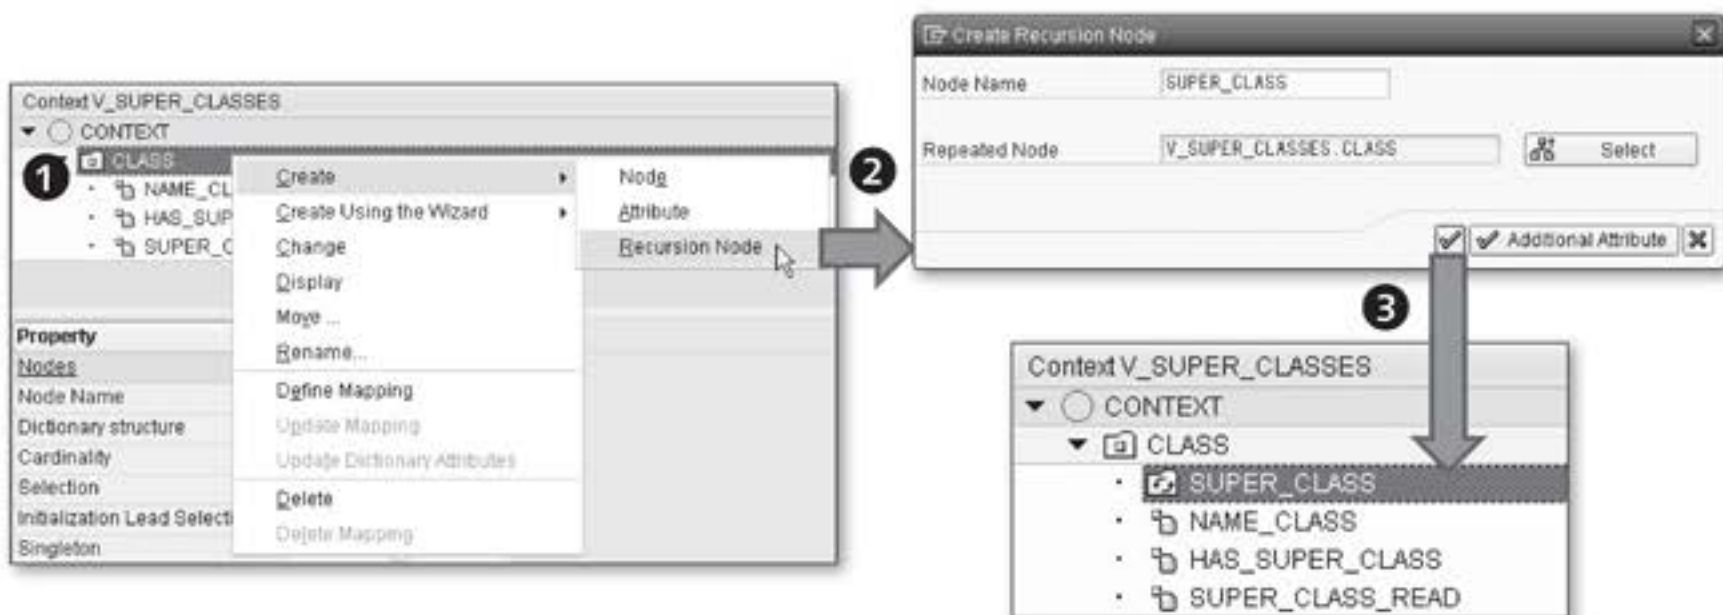 1
Context V_SUPER_CLASSES
CONTEXT
CLASS
NAME_CL
HAS_SUP
SUPER_C
Create
Create Using the Wizard
Change
Display
Move ...
Rename...
Define Mapping
Update Mapping
Update Dictionary Attributes
Delete
Delete Mapping
Node
Attribute
Recursion Node
Property
Nodes
Node Name
Dictionary structure
Cardinality
Selection
Initialization Lead Selecti
Singleton
2
Create Recursion Node
Node Name SUPER_CLASS
Repeated Node V_SUPER_CLASSES.CLASS Select
Additional Attribute
3
Context V_SUPER_CLASSES
CONTEXT
CLASS
SUPER_CLASS
NAME_CLASS
HAS_SUPER_CLASS
SUPER_CLASS_READ